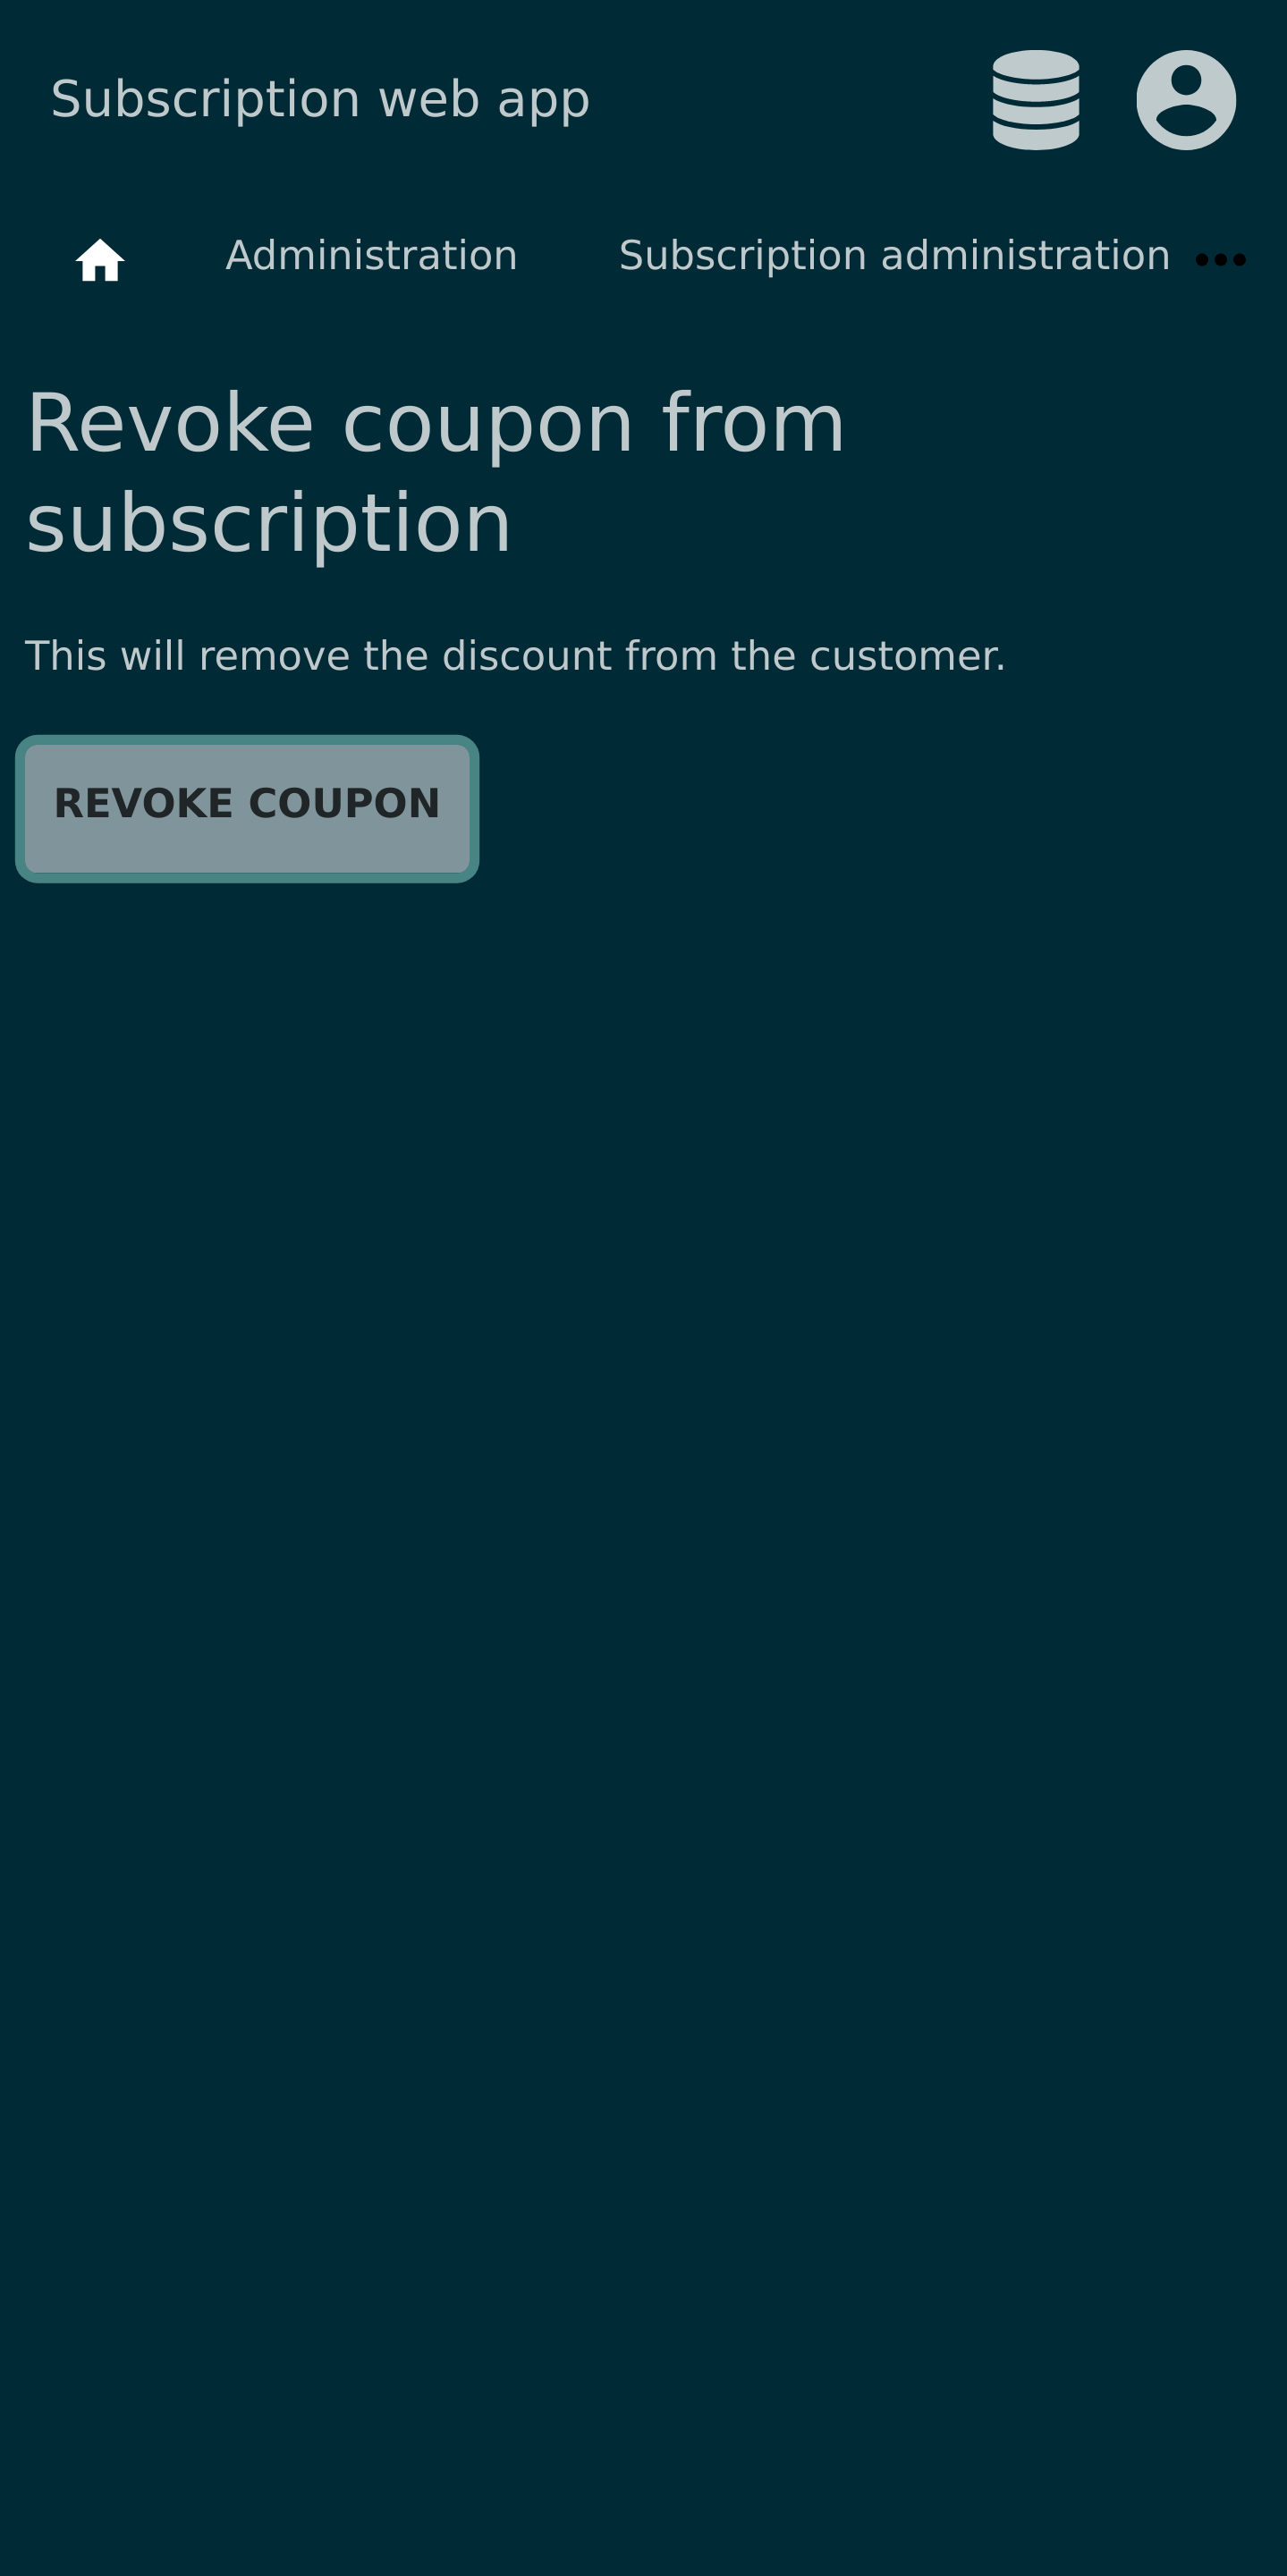 Subscription web app
Administration Subscription administration
Revoke coupon from
subscription
This will remove the discount from the customer.
REVOKE COUPON